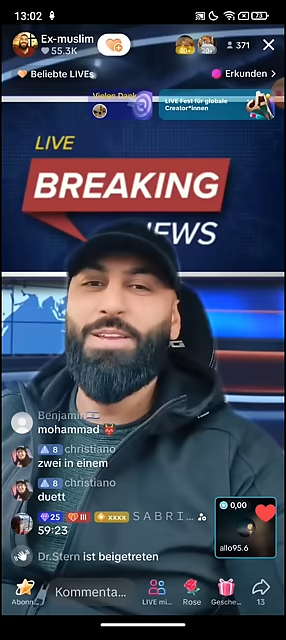 13:02
73
Ex-muslim
55.3K
371
Beliebte LIVEs
Erkunden >
Vielen Dank
LIVE Fest für globale
Creator*innen
LIVE
BREAKING
NEWS
Benjamin
mohammad
8 christiano
zwei in einem
8 christiano
duett
25 III xxxx S A B R I ...
59:23
0,00
allo95.6
Dr.Stern ist beigetreten
Abonn...
Kommenta...
LIVE mi...
Rose
Gesche...
13